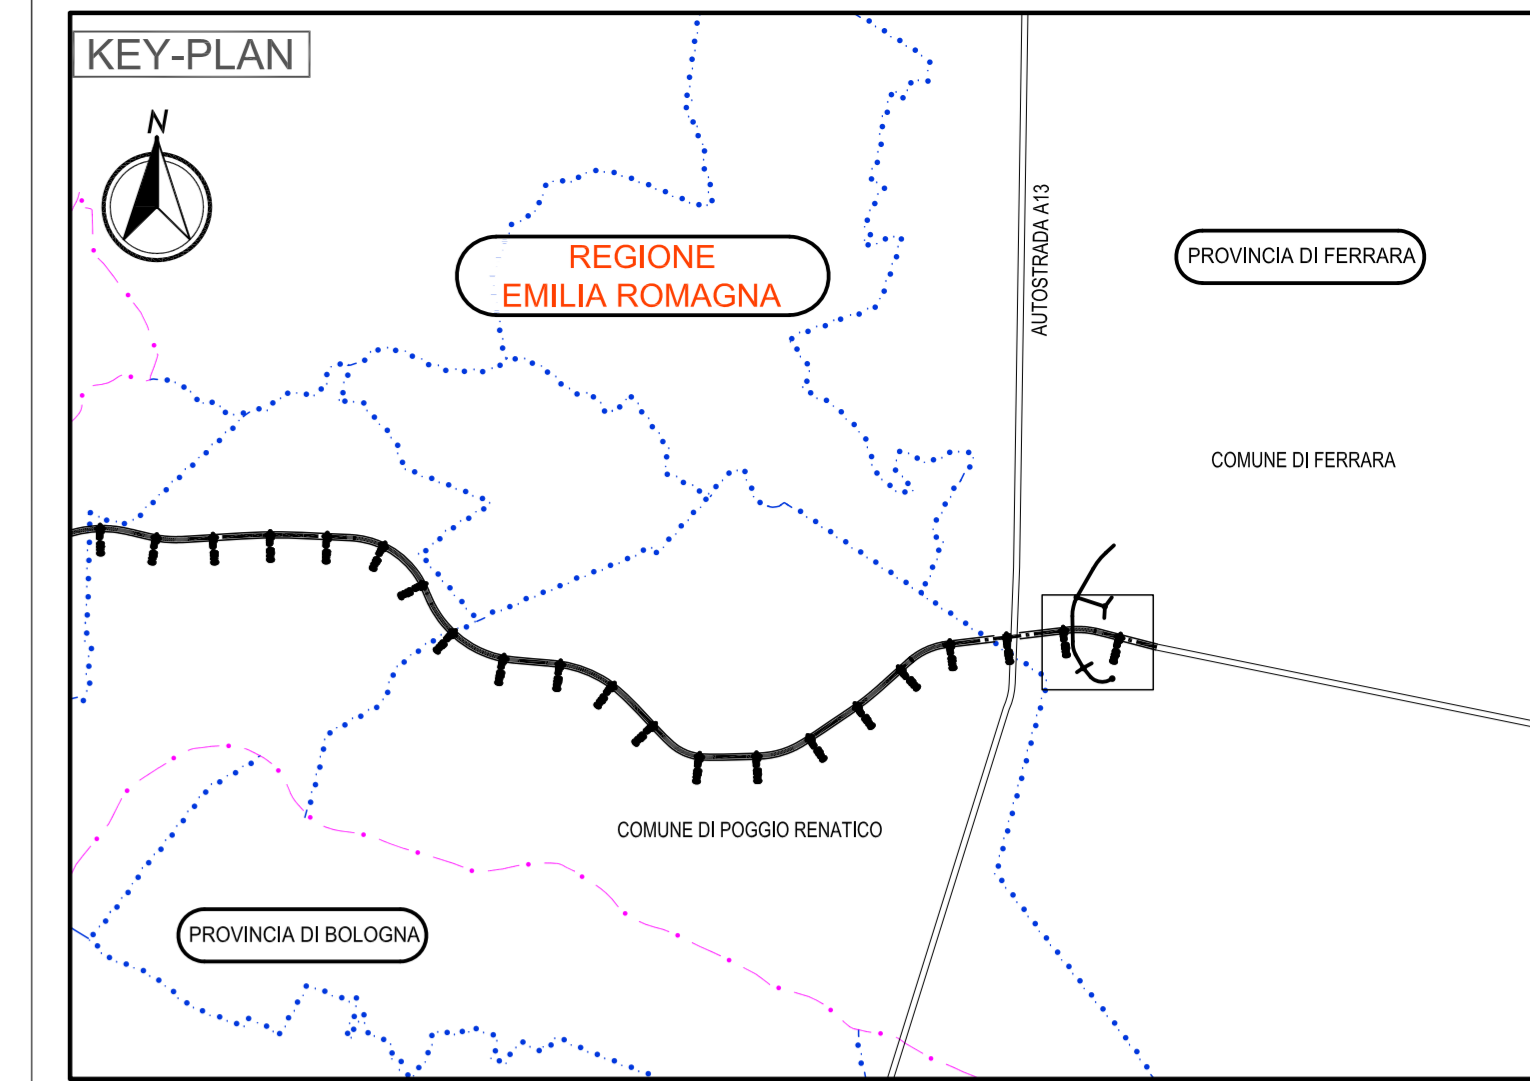 KEY-PLAN
N
REGIONE
EMILIA ROMAGNA
AUTOSTRADA A13
PROVINCIA DI FERRARA
COMUNE DI FERRARA
COMUNE DI POGGIO RENATICO
PROVINCIA DI BOLOGNA